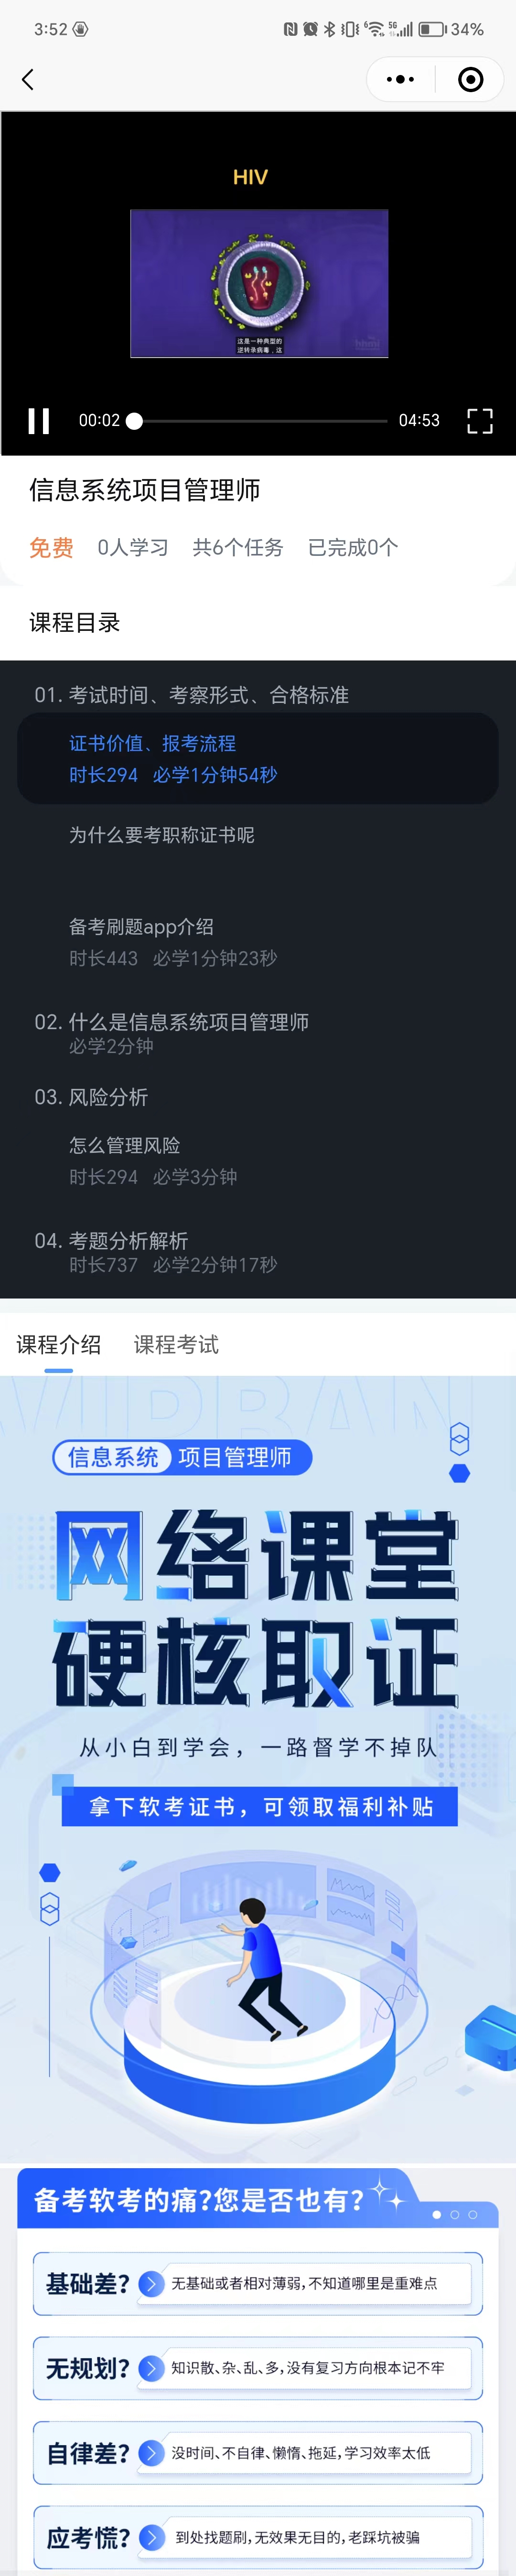 3:52
6
5G
34%
HIV
这是一种典型的
逆转录病毒，这
hhmi
00:02
04:53
信息系统项目管理师
免费 0人学习 共6个任务 已完成0个
课程目录
01. 考试时间、考察形式、合格标准
证书价值、报考流程
时长294 必学1分钟54秒
为什么要考职称证书呢
备考刷题app介绍
时长443 必学1分钟23秒
02. 什么是信息系统项目管理师
必学2分钟
03. 风险分析
怎么管理风险
时长294 必学3分钟
04. 考题分析解析
时长737 必学2分钟17秒
课程介绍 课程考试
信息系统 项目管理师
网络课堂
硬核取证
从小白到学会，一路督学不掉队
拿下软考证书，可领取福利补贴
备考软考的痛?您是否也有?
基础差? 无基础或者相对薄弱,不知道哪里是重难点
无规划? 知识散、杂、乱、多,没有复习方向根本记不牢
自律差? 没时间、不自律、懒惰、拖延,学习效率太低
应考慌? 到处找题刷,无效果无目的,老踩坑被骗